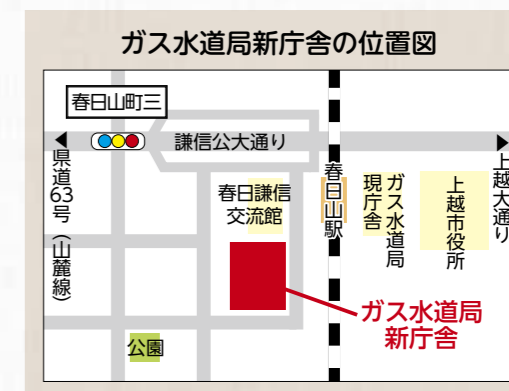 ガス水道局新庁舎の位置図
春日山町三
◀
県道63号(山麓線)
謙信公大通り
▶
上越大通り
春日謙信
交流館
春日山駅
ガス水道局
現庁舎
上越市役所
ガス水道局
新庁舎
公園